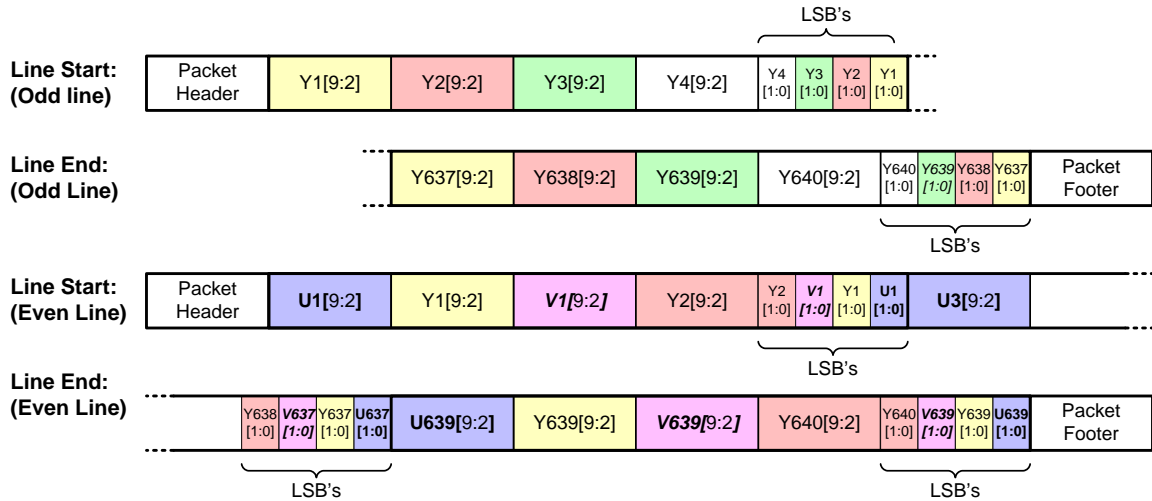 LSB's
Line Start:
(Odd line)
Packet
Header
Y1[9:2]
Y2[9:2]
Y3[9:2]
Y4[9:2]
Y4
[1:0]
Y3
[1:0]
Y2
[1:0]
Y1
[1:0]
Line End:
(Odd Line)
Y637[9:2]
Y638[9:2]
Y639[9:2]
Y640[9:2]
Y640
[1:0]
Y639
[1:0]
Y638
[1:0]
Y637
[1:0]
Packet
Footer
LSB's
Line Start:
(Even Line)
Packet
Header
U1[9:2]
Y1[9:2]
V1[9:2]
Y2[9:2]
Y2
[1:0]
V1
[1:0]
Y1
[1:0]
U1
[1:0]
U3[9:2]
LSB's
Line End:
(Even Line)
Y638
[1:0]
V637
[1:0]
Y637
[1:0]
U637
[1:0]
U639[9:2]
Y639[9:2]
V639[9:2]
Y640[9:2]
Y640
[1:0]
V639
[1:0]
Y639
[1:0]
U639
[1:0]
Packet
Footer
LSB's
LSB's